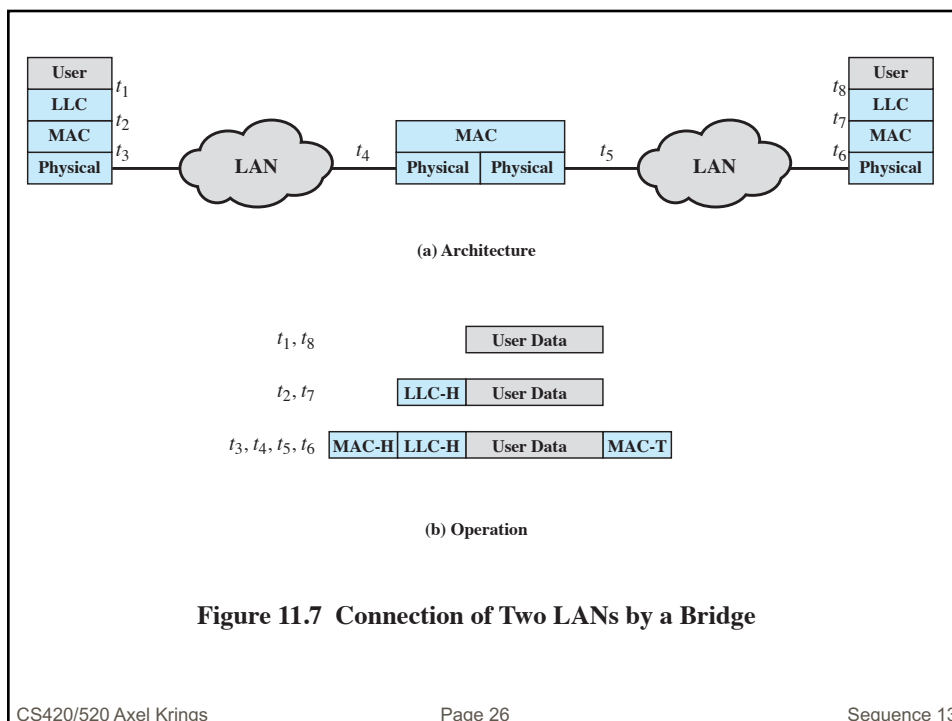 User
LLC
MAC
Physical
t1
t2
t3
LAN
t4
MAC
Physical Physical
t5
LAN
t8
t7
t6
User
LLC
MAC
Physical
(a) Architecture
t1, t8 User Data
t2, t7 LLC-H User Data
t3, t4, t5, t6 MAC-H LLC-H User Data MAC-T
(b) Operation
Figure 11.7 Connection of Two LANs by a Bridge
CS420/520 Axel Krings Page 26 Sequence 13